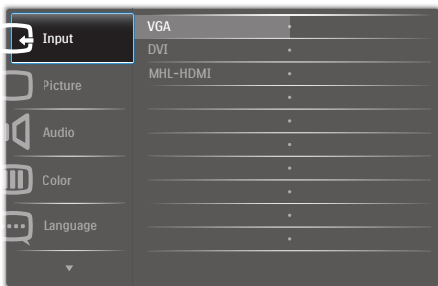 Input
Picture
Audio
Color
Language
VGA
DVI
MHL-HDMI